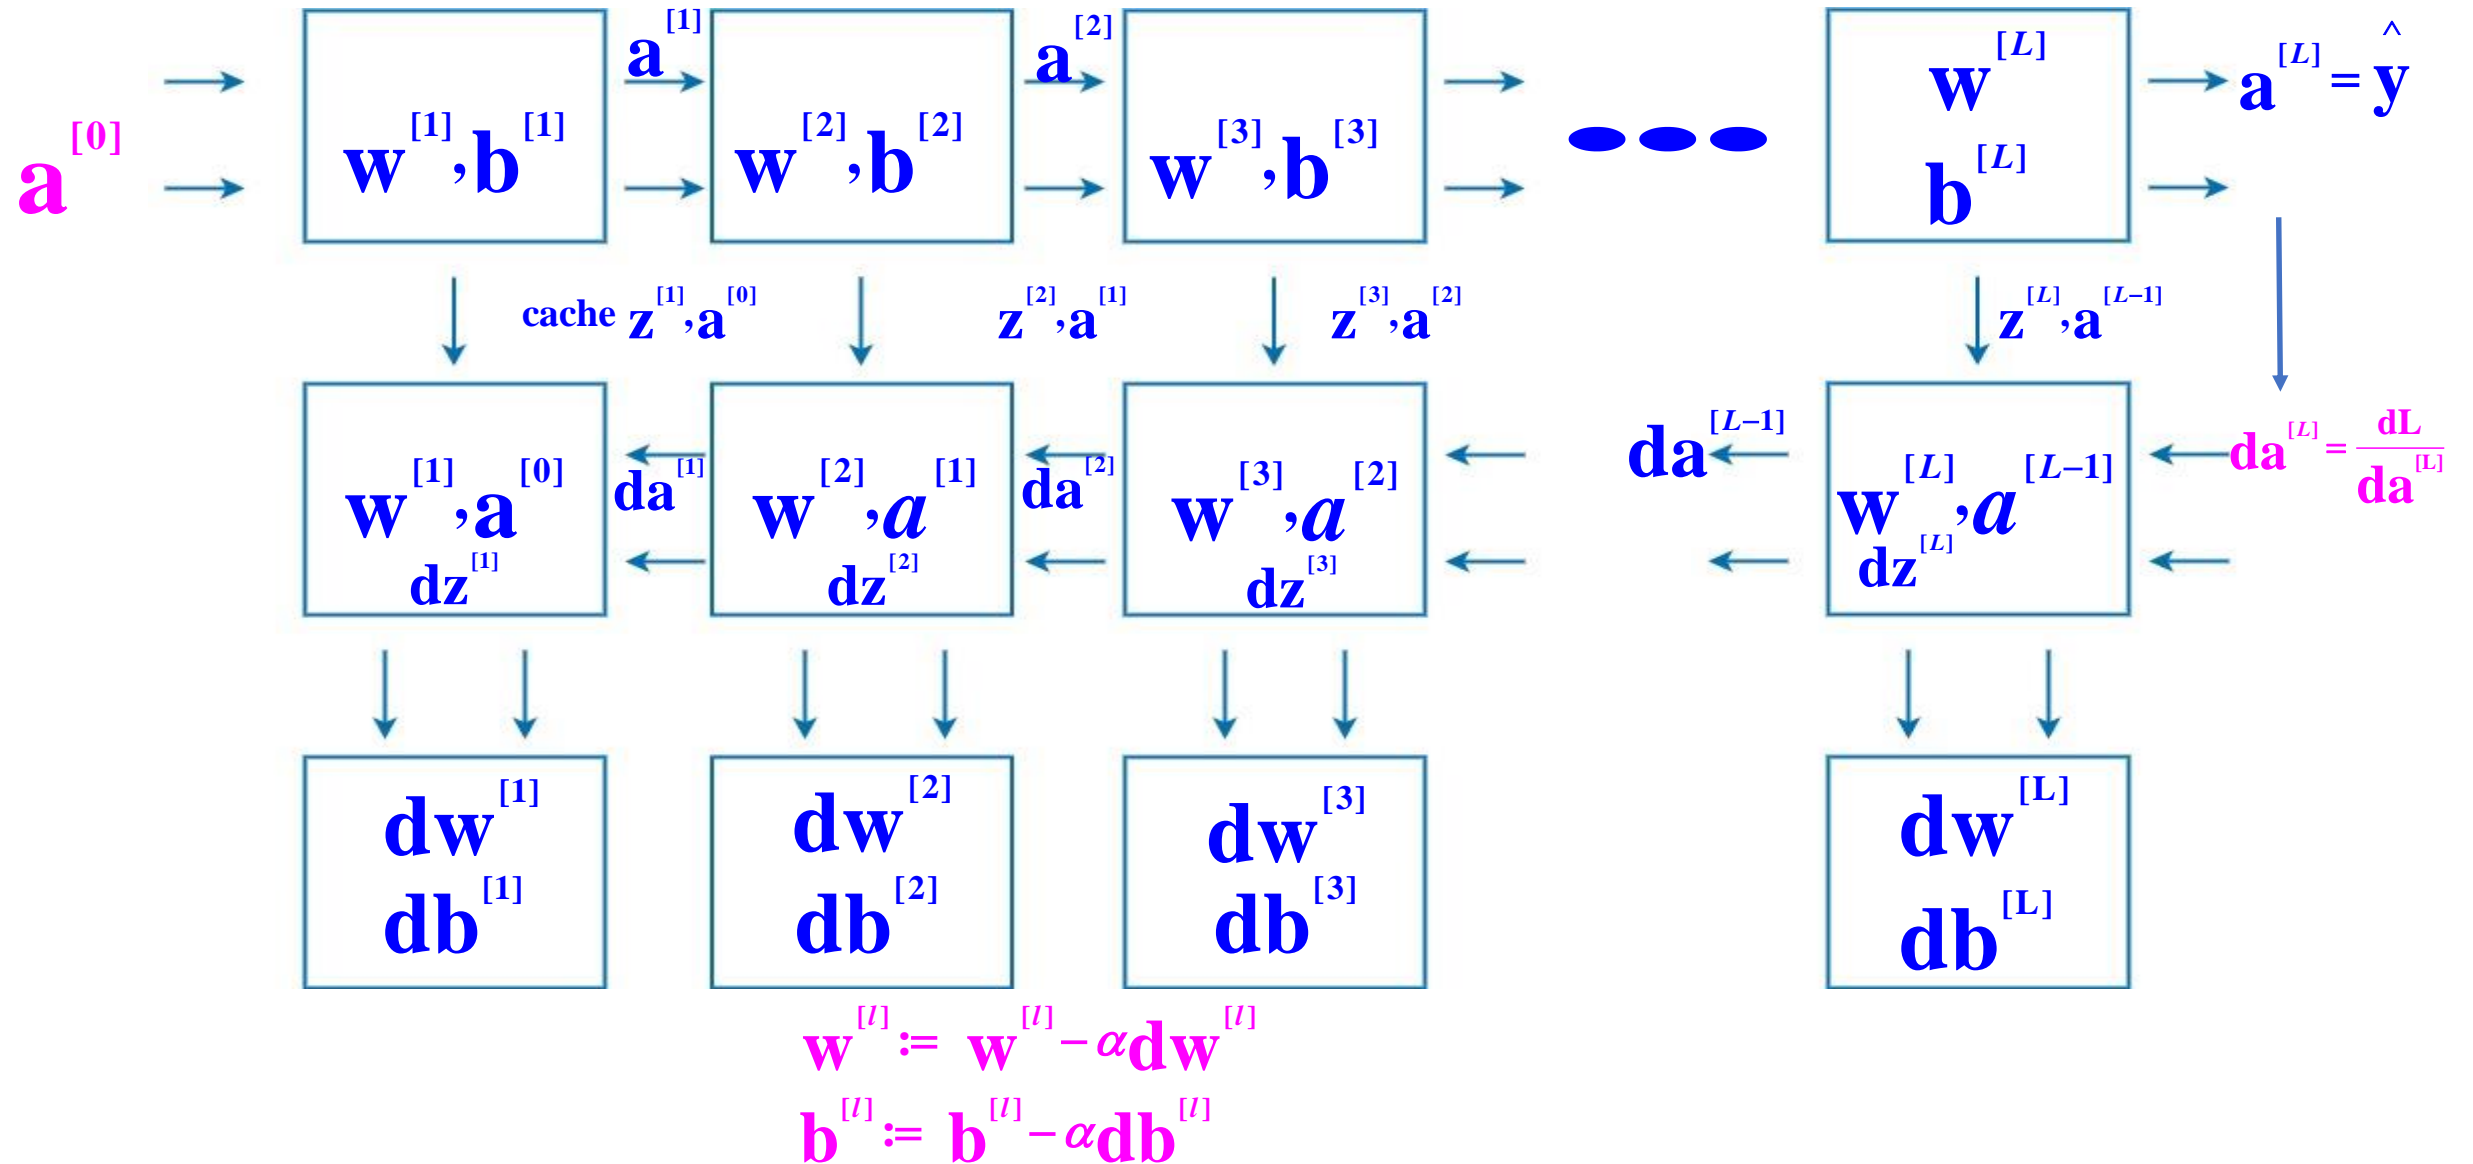 a^[0] w^[1],b^[1] a^[1] w^[2],b^[2] a^[2] w^[3],b^[3] w^[L] a^[L] = ŷ
b^[L]
cache z^[1],a^[0] z^[2],a^[1] z^[3],a^[2] z^[L],a^[L−1]
w^[1],a^[0] da^[1] w^[2],a^[1] da^[2] w^[3],a^[2] da^[L−1] w^[L],a^[L−1] da^[L] = dL/da^[L]
dz^[1] dz^[2] dz^[3] dz^[L]
dw^[1] dw^[2] dw^[3] dw^[L]
db^[1] db^[2] db^[3] db^[L]
w^[l] := w^[l] − αdw^[l]
b^[l] := b^[l] − αdb^[l]